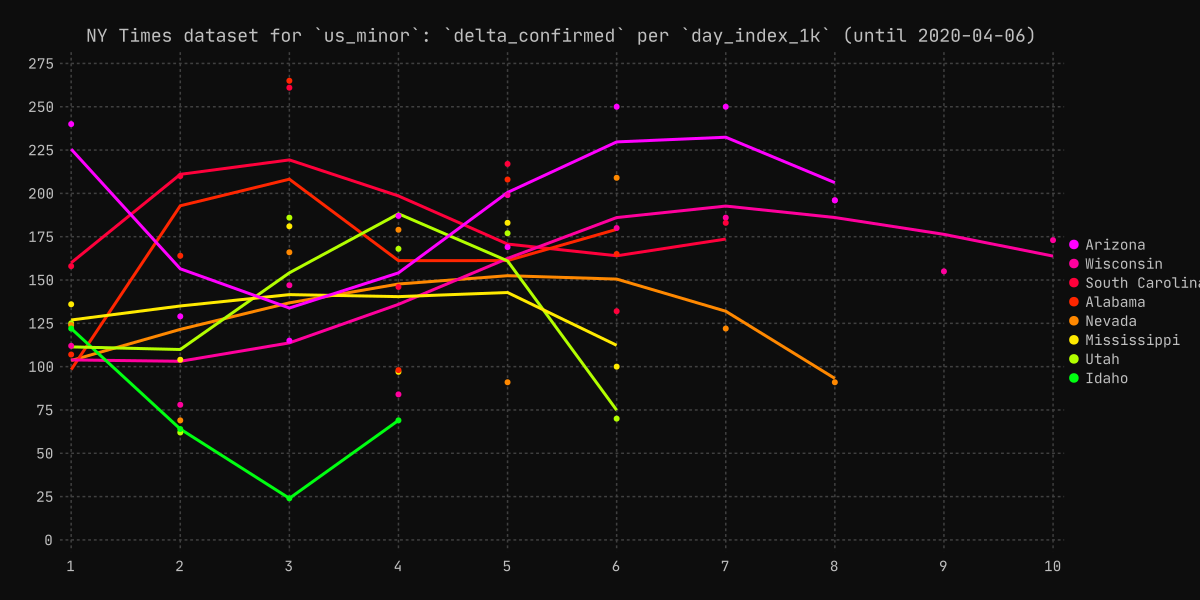 NY Times dataset for `us_minor`: `delta_confirmed` per `day_index_1k` (until 2020-04-06)
275
250
225
200
175
150
125
100
75
50
25
0
1 2 3 4 5 6 7 8 9 10
Arizona
Wisconsin
South Carolina
Alabama
Nevada
Mississippi
Utah
Idaho